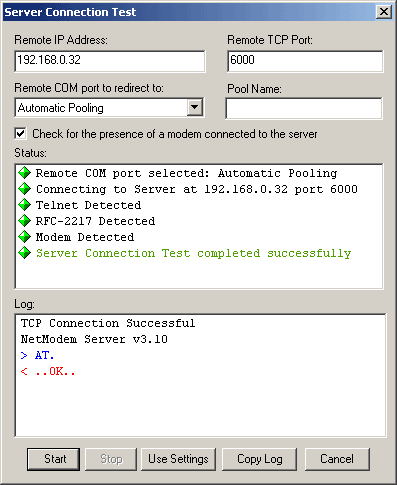 Server Connection Test
Remote IP Address: Remote TCP Port:
192.168.0.32 6000
Remote COM port to redirect to: Pool Name:
Automatic Pooling
Check for the presence of a modem connected to the server
Status:
Remote COM port selected: Automatic Pooling
Connecting to Server at 192.168.0.32 port 6000
Telnet Detected
RFC-2217 Detected
Modem Detected
Server Connection Test completed successfully
Log:
TCP Connection Successful
NetModem Server v3.10
> AT.
< ..OK..
Start Stop Use Settings Copy Log Cancel